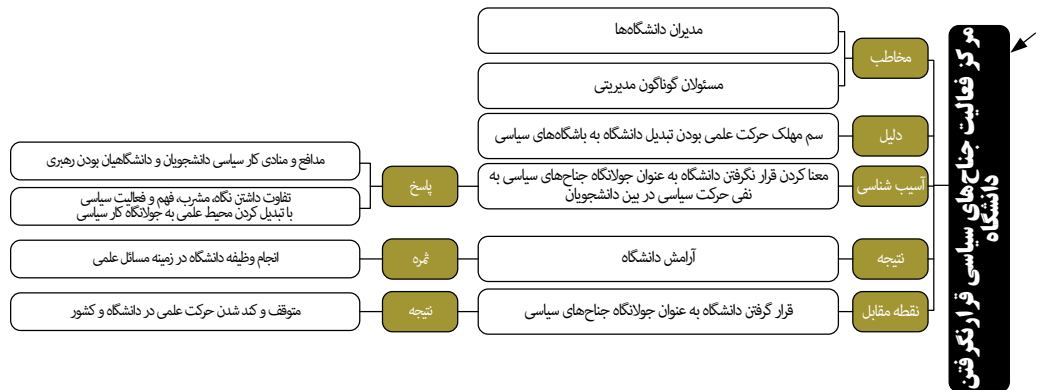 مرکز فعالیت جناح‌های سیاسی قرارنگرفتن
دانشگاه
مخاطب
مدیران دانشگاه‌ها
مسئولان گوناگون مدیریتی
دلیل
سم مهلک حرکت علمی بودن تبدیل دانشگاه به باشگاه‌های سیاسی
آسیب شناسی
معنا کردن قرار نگرفتن دانشگاه به عنوان جولانگاه جناح‌های سیاسی به
نفی حرکت سیاسی در بین دانشجویان
پاسخ
مدافع و منادی کار سیاسی دانشجویان و دانشگاهیان بودن رهبری
تفاوت داشتن نگاه، مشرب، فهم و فعالیت سیاسی
با تبدیل کردن محیط علمی به جولانگاه کار سیاسی
نتیجه
آرامش دانشگاه
ثمره
انجام وظیفه دانشگاه در زمینه مسائل علمی
نقطه مقابل
قرار گرفتن دانشگاه به عنوان جولانگاه جناح‌های سیاسی
نتیجه
متوقف و کند شدن حرکت علمی در دانشگاه و کشور